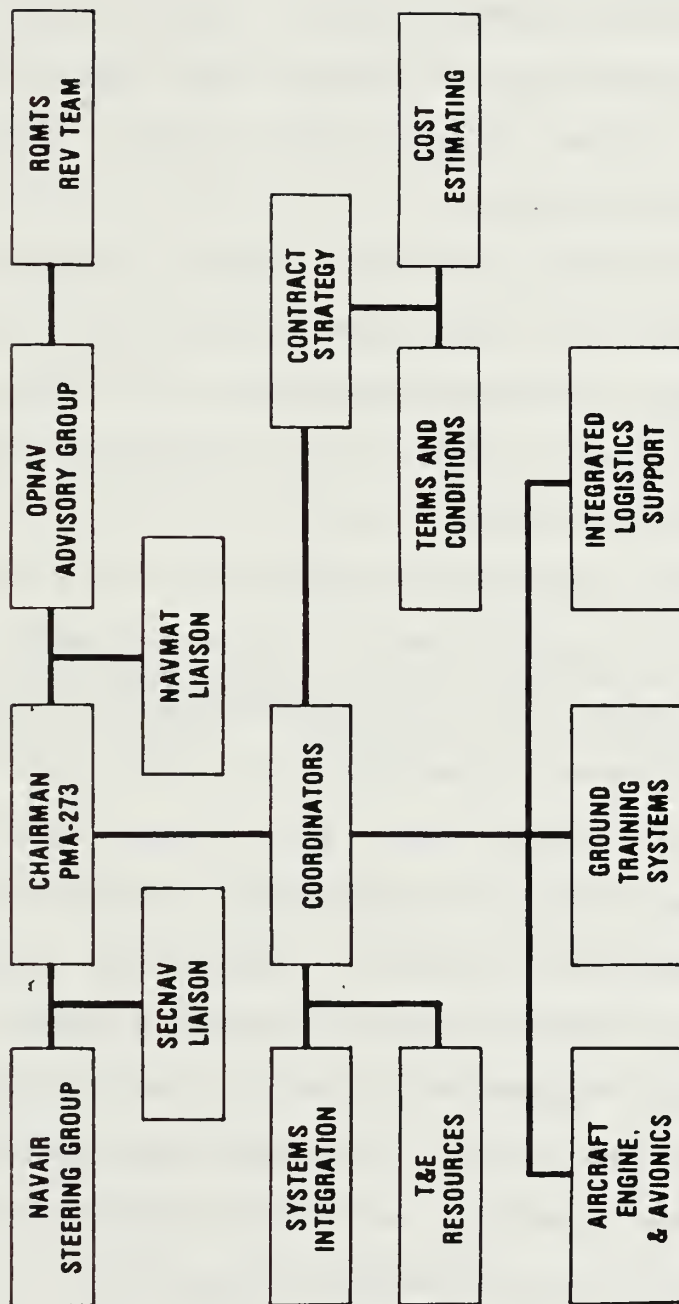 NAVAIR
STEERING GROUP
CHAIRMAN
PMA-273
OPNAV
ADVISORY GROUP
RQMTS
REV TEAM
SECNAV
LIAISON
NAVMAT
LIAISON
SYSTEMS
INTEGRATION
COORDINATORS
CONTRACT
STRATEGY
T&E
RESOURCES
TERMS AND
CONDITIONS
COST
ESTIMATING
AIRCRAFT
ENGINE,
& AVIONICS
GROUND
TRAINING
SYSTEMS
INTEGRATED
LOGISTICS
SUPPORT